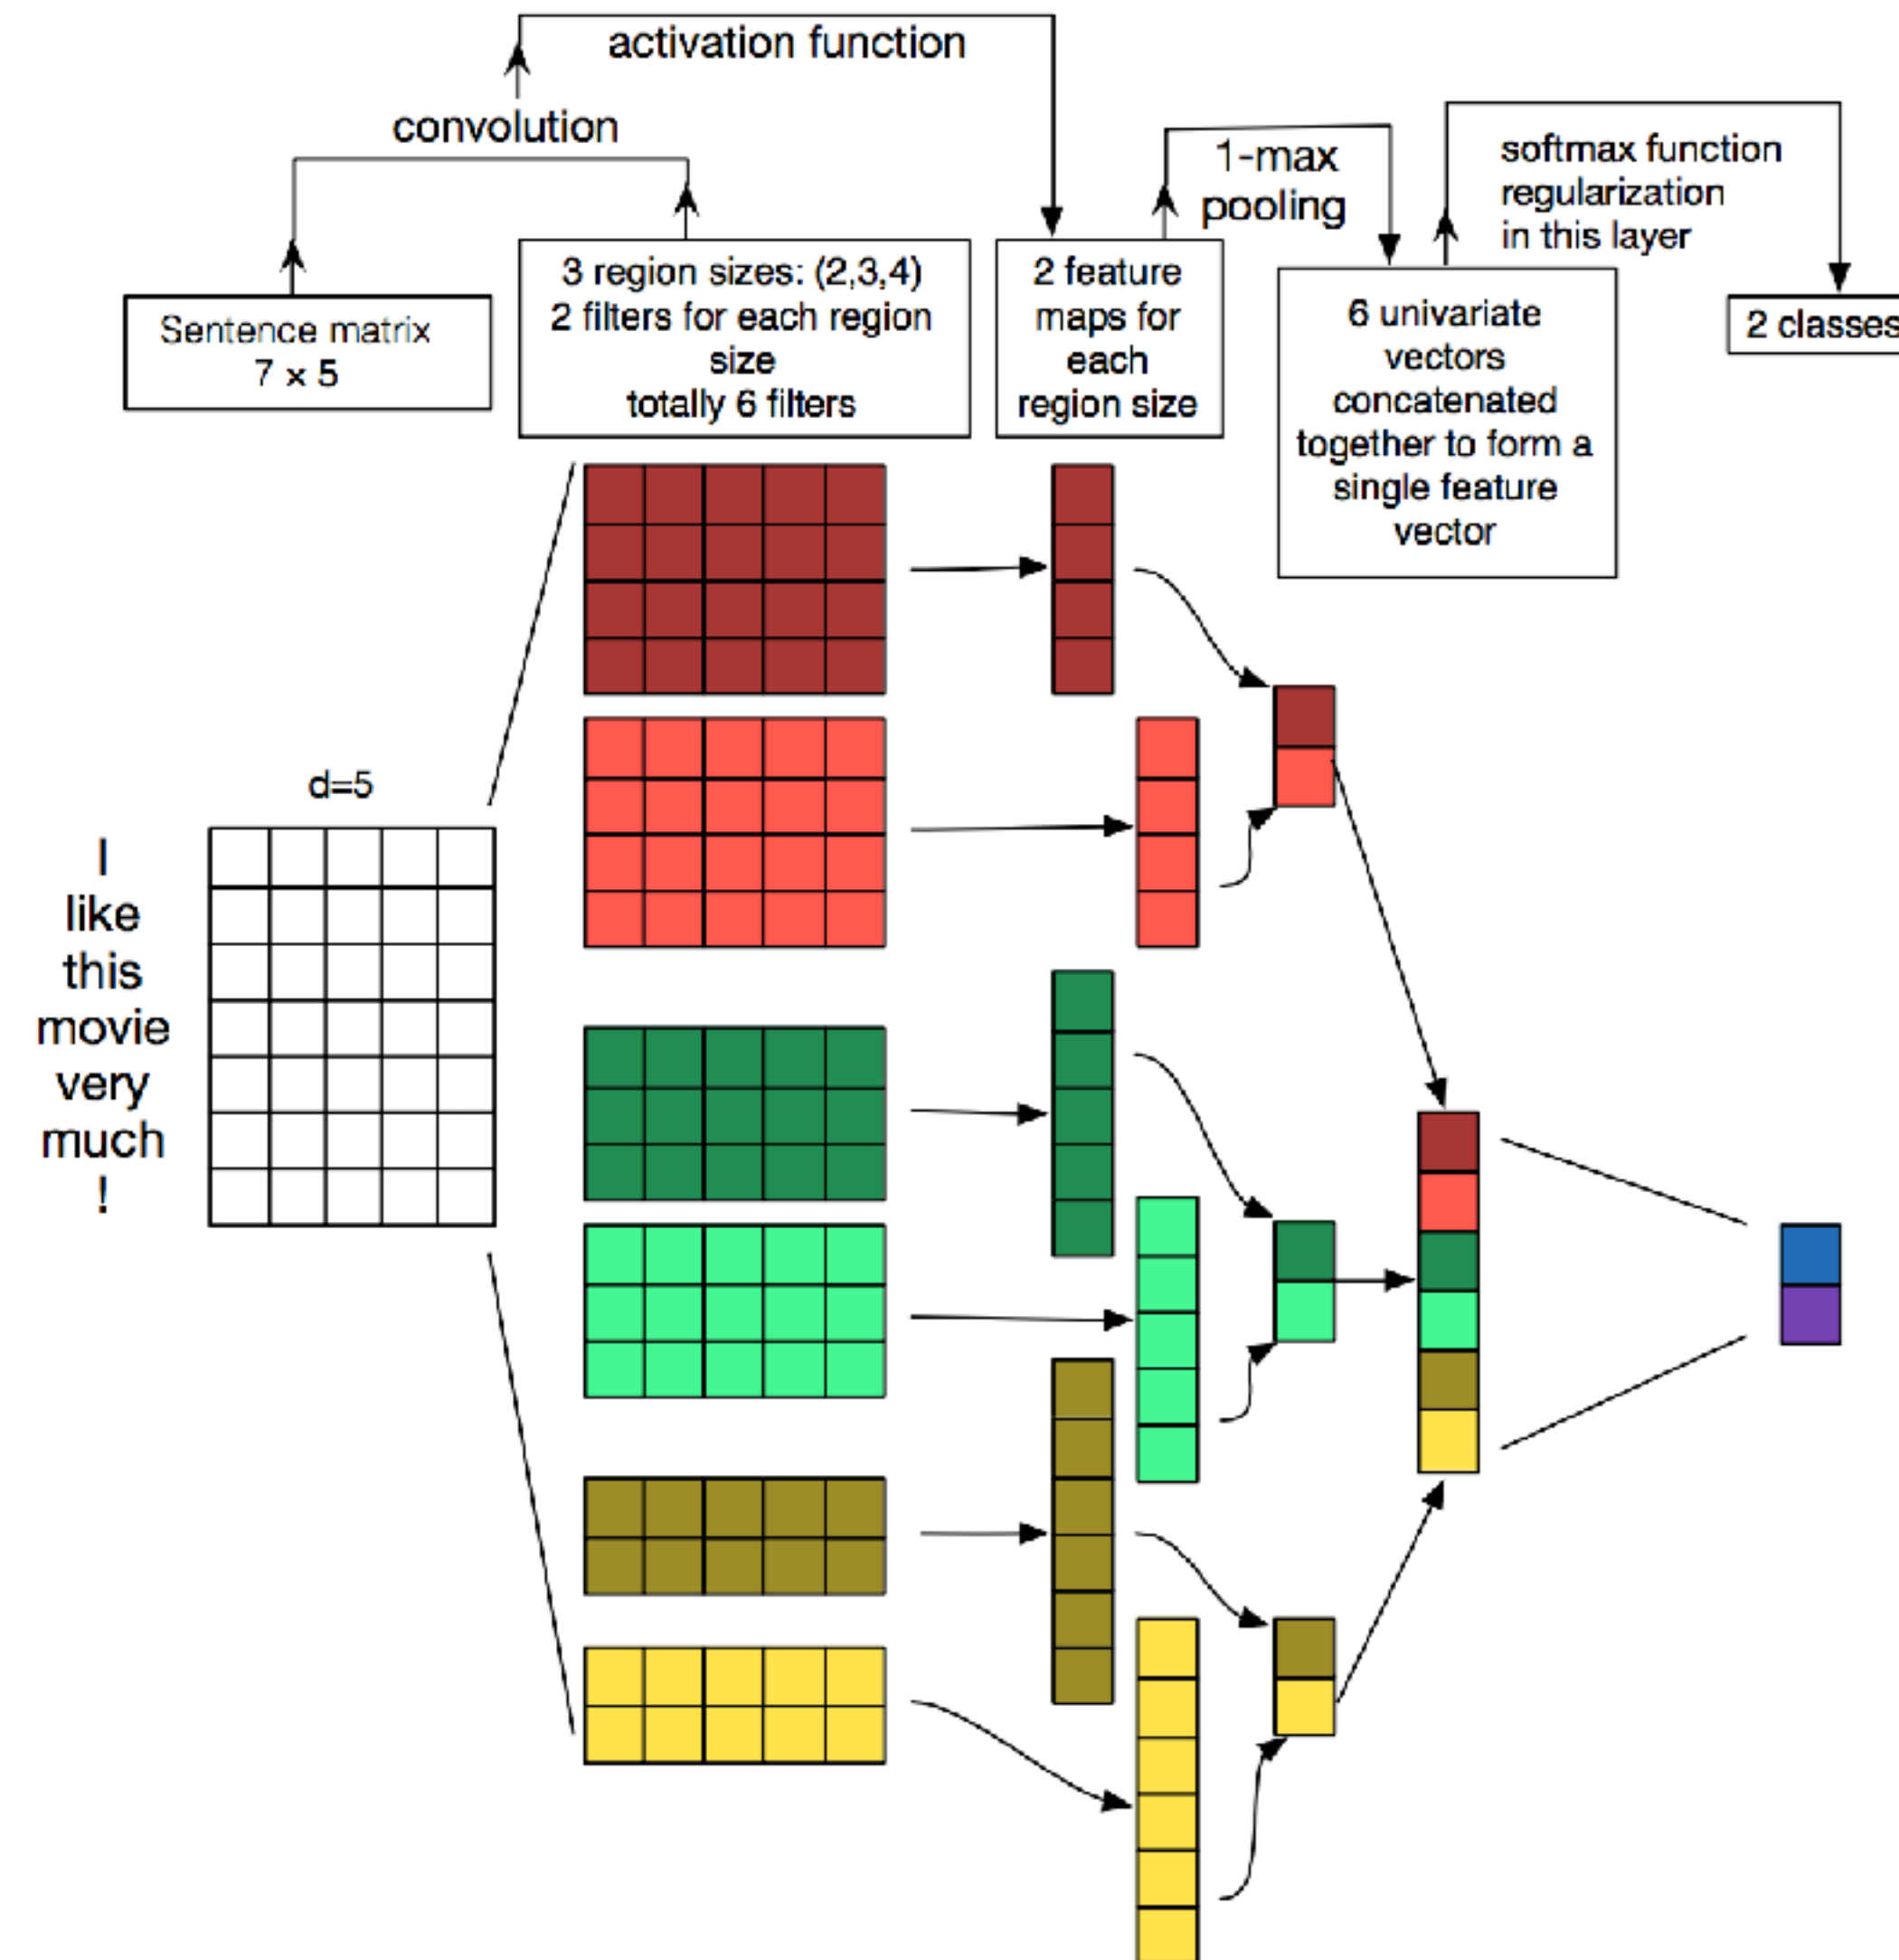 activation function
convolution
1-max
pooling
softmax function
regularization
in this layer
Sentence matrix
7 × 5
3 region sizes: (2,3,4)
2 filters for each region
size
totally 6 filters
2 feature
maps for
each
region size
6 univariate
vectors
concatenated
together to form a
single feature
vector
2 classes
d=5
I
like
this
movie
very
much
!